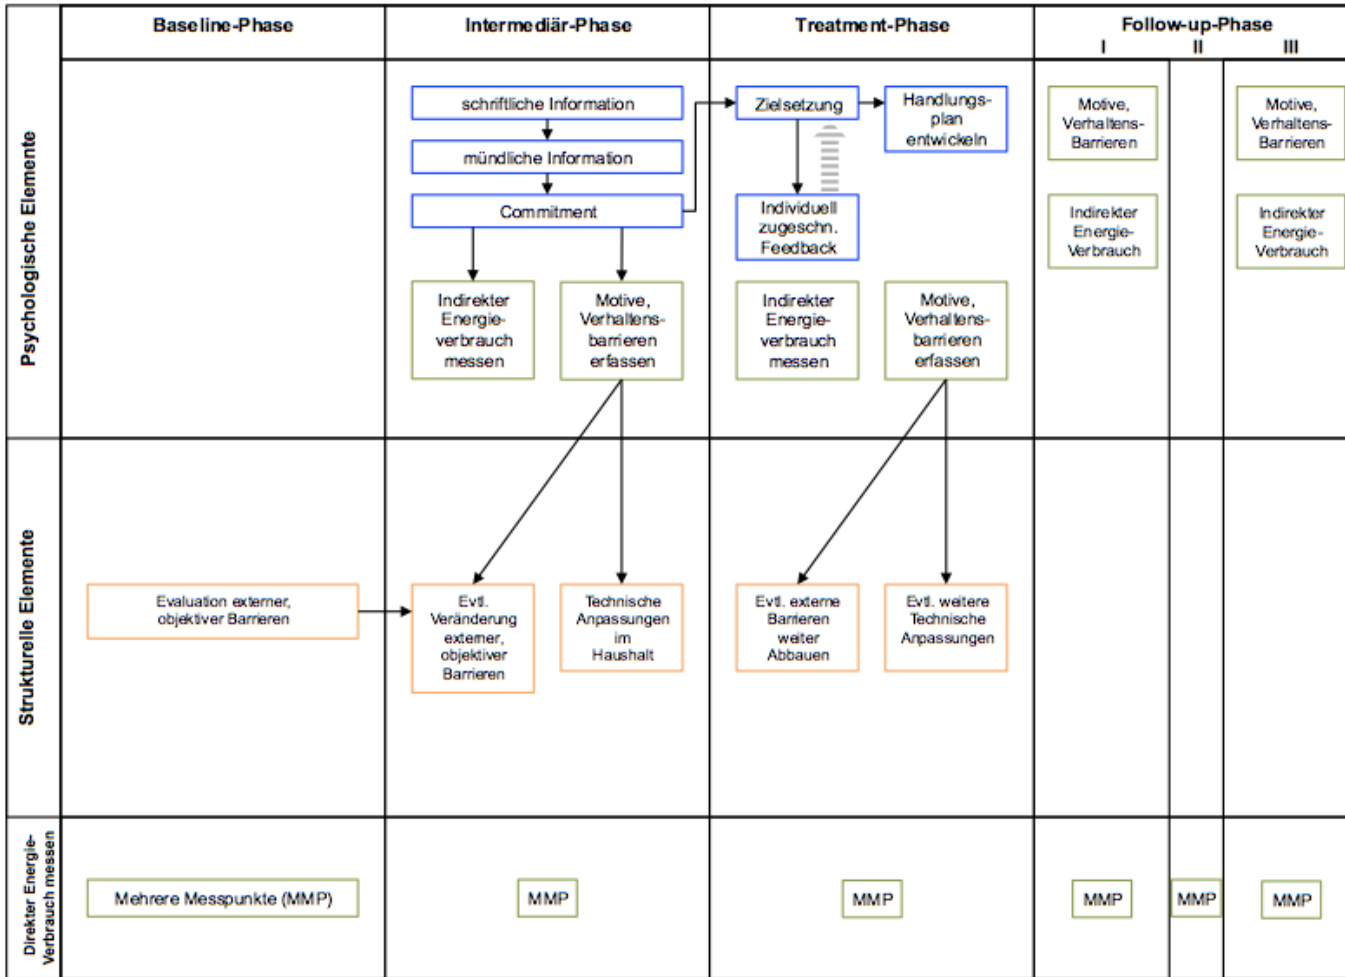 Baseline-Phase
Intermediär-Phase
Treatment-Phase
Follow-up-Phase
I
II
III
Psychologische Elemente
schriftliche Information
mündliche Information
Commitment
Indirekter
Energie-
verbrauch
messen
Motive,
Verhaltens-
barrieren
erfassen
Zielsetzung
Handlungs-
plan
entwickeln
Individuell
zugeschn.
Feedback
Indirekter
Energie-
verbrauch
messen
Motive,
Verhaltens-
barrieren
erfassen
Motive,
Verhaltens-
Barrieren
Indirekter
Energie-
Verbrauch
Motive,
Verhaltens-
Barrieren
Indirekter
Energie-
Verbrauch
Strukturelle Elemente
Evaluation externer,
objektiver Barrieren
Evtl.
Veränderung
externer,
objektiver
Barrieren
Technische
Anpassungen
im
Haushalt
Evtl. externe
Barrieren
weiter
Abbauen
Evtl. weitere
Technische
Anpassungen
Direkter Energie-
Verbrauch messen
Mehrere Messpunkte (MMP)
MMP
MMP
MMP
MMP
MMP